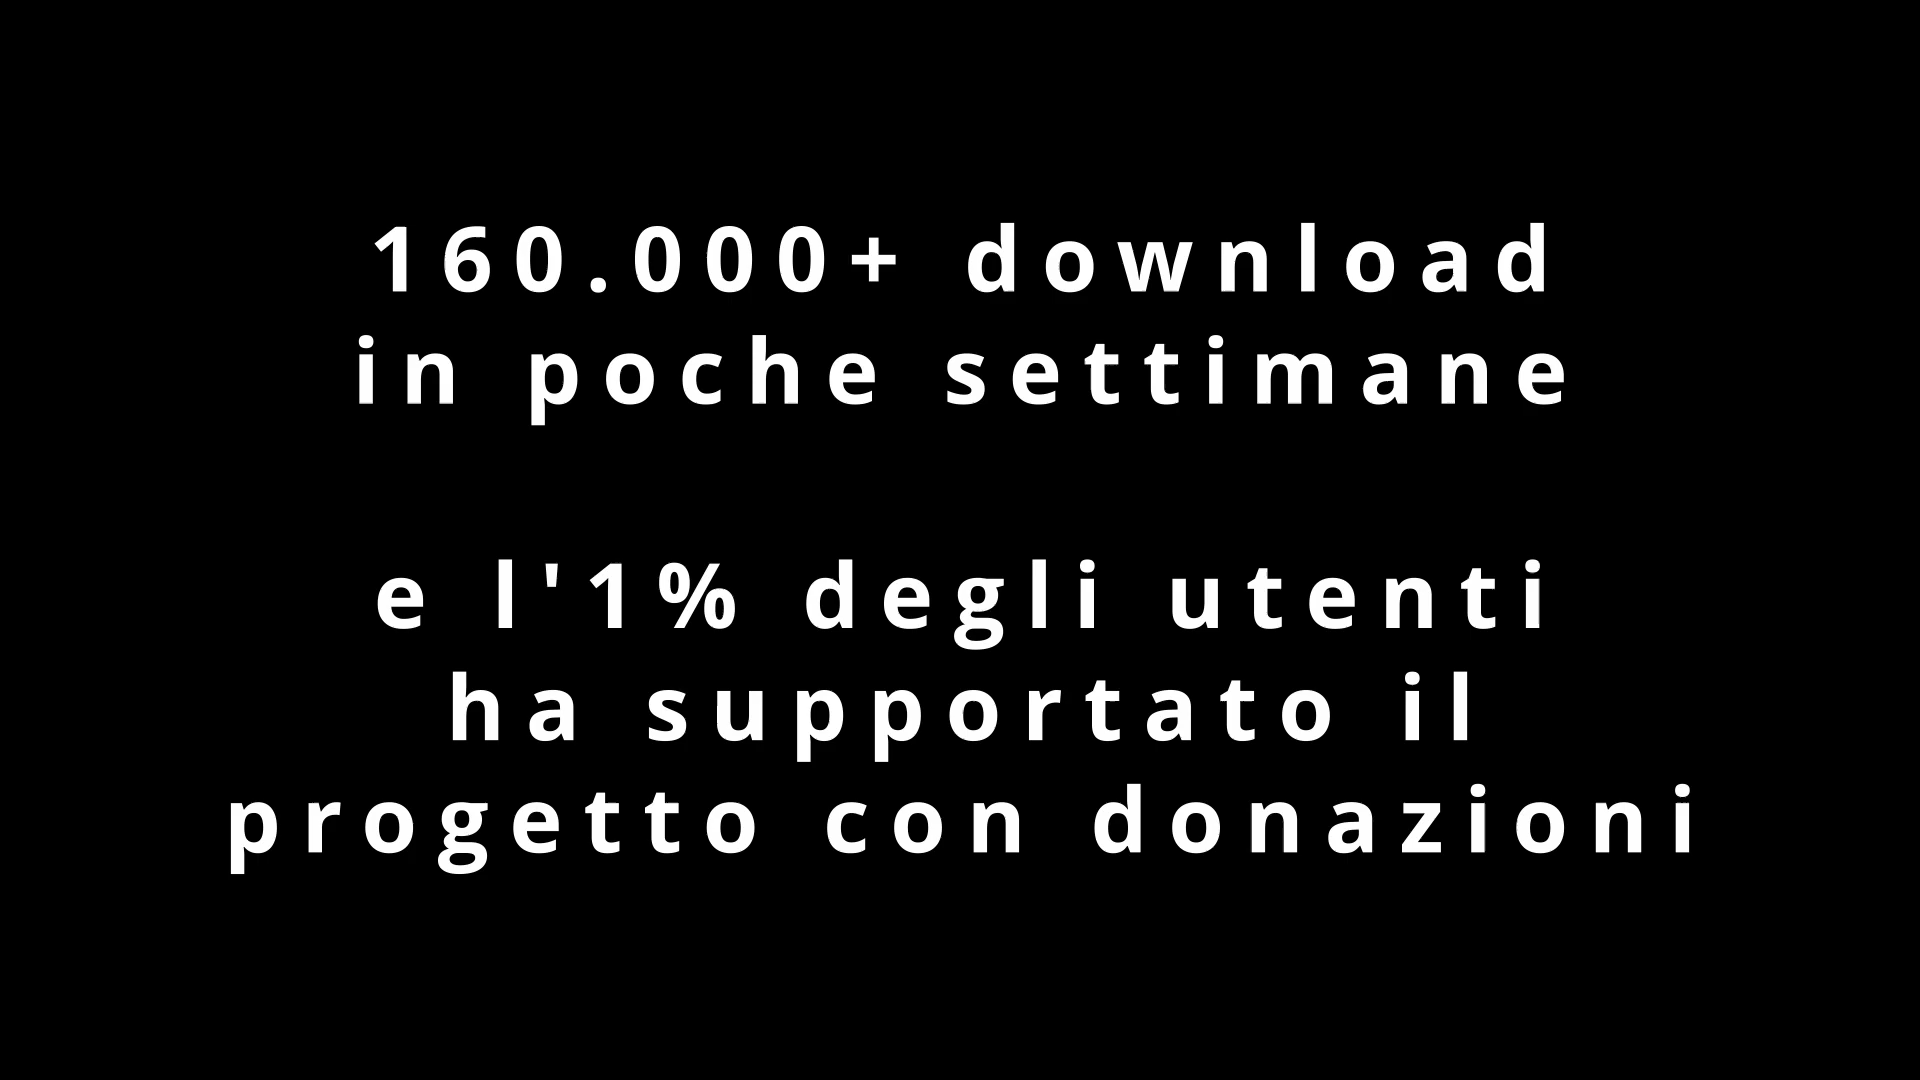 160.000+ download
in poche settimane
e l'1% degli utenti
ha supportato il
progetto con donazioni